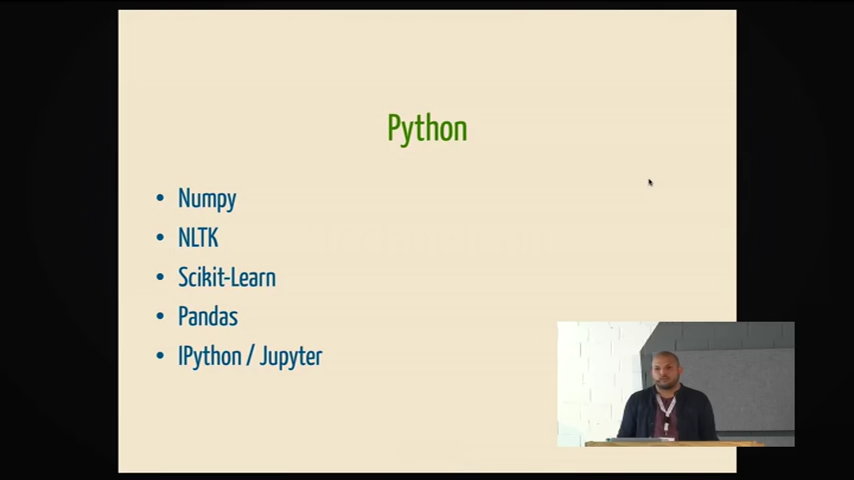 Python
• Numpy
• NLTK
• Scikit-Learn
• Pandas
• IPython / Jupyter